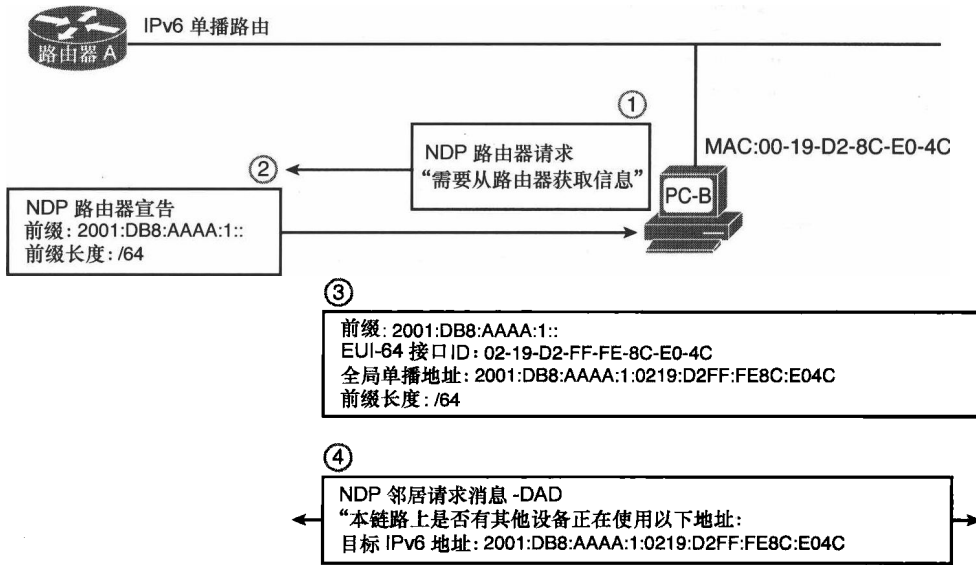 IPv6 单播路由
路由器 A
①
NDP 路由器请求
“需要从路由器获取信息”
MAC:00-19-D2-8C-E0-4C
PC-B
②
NDP 路由器宣告
前缀: 2001:DB8:AAAA:1::
前缀长度: /64
③
前缀: 2001:DB8:AAAA:1::
EUI-64 接口ID: 02-19-D2-FF-FE-8C-E0-4C
全局单播地址: 2001:DB8:AAAA:1:0219:D2FF:FE8C:E04C
前缀长度: /64
④
NDP 邻居请求消息 -DAD
“本链路上是否有其他设备正在使用以下地址:
目标 IPv6 地址: 2001:DB8:AAAA:1:0219:D2FF:FE8C:E04C